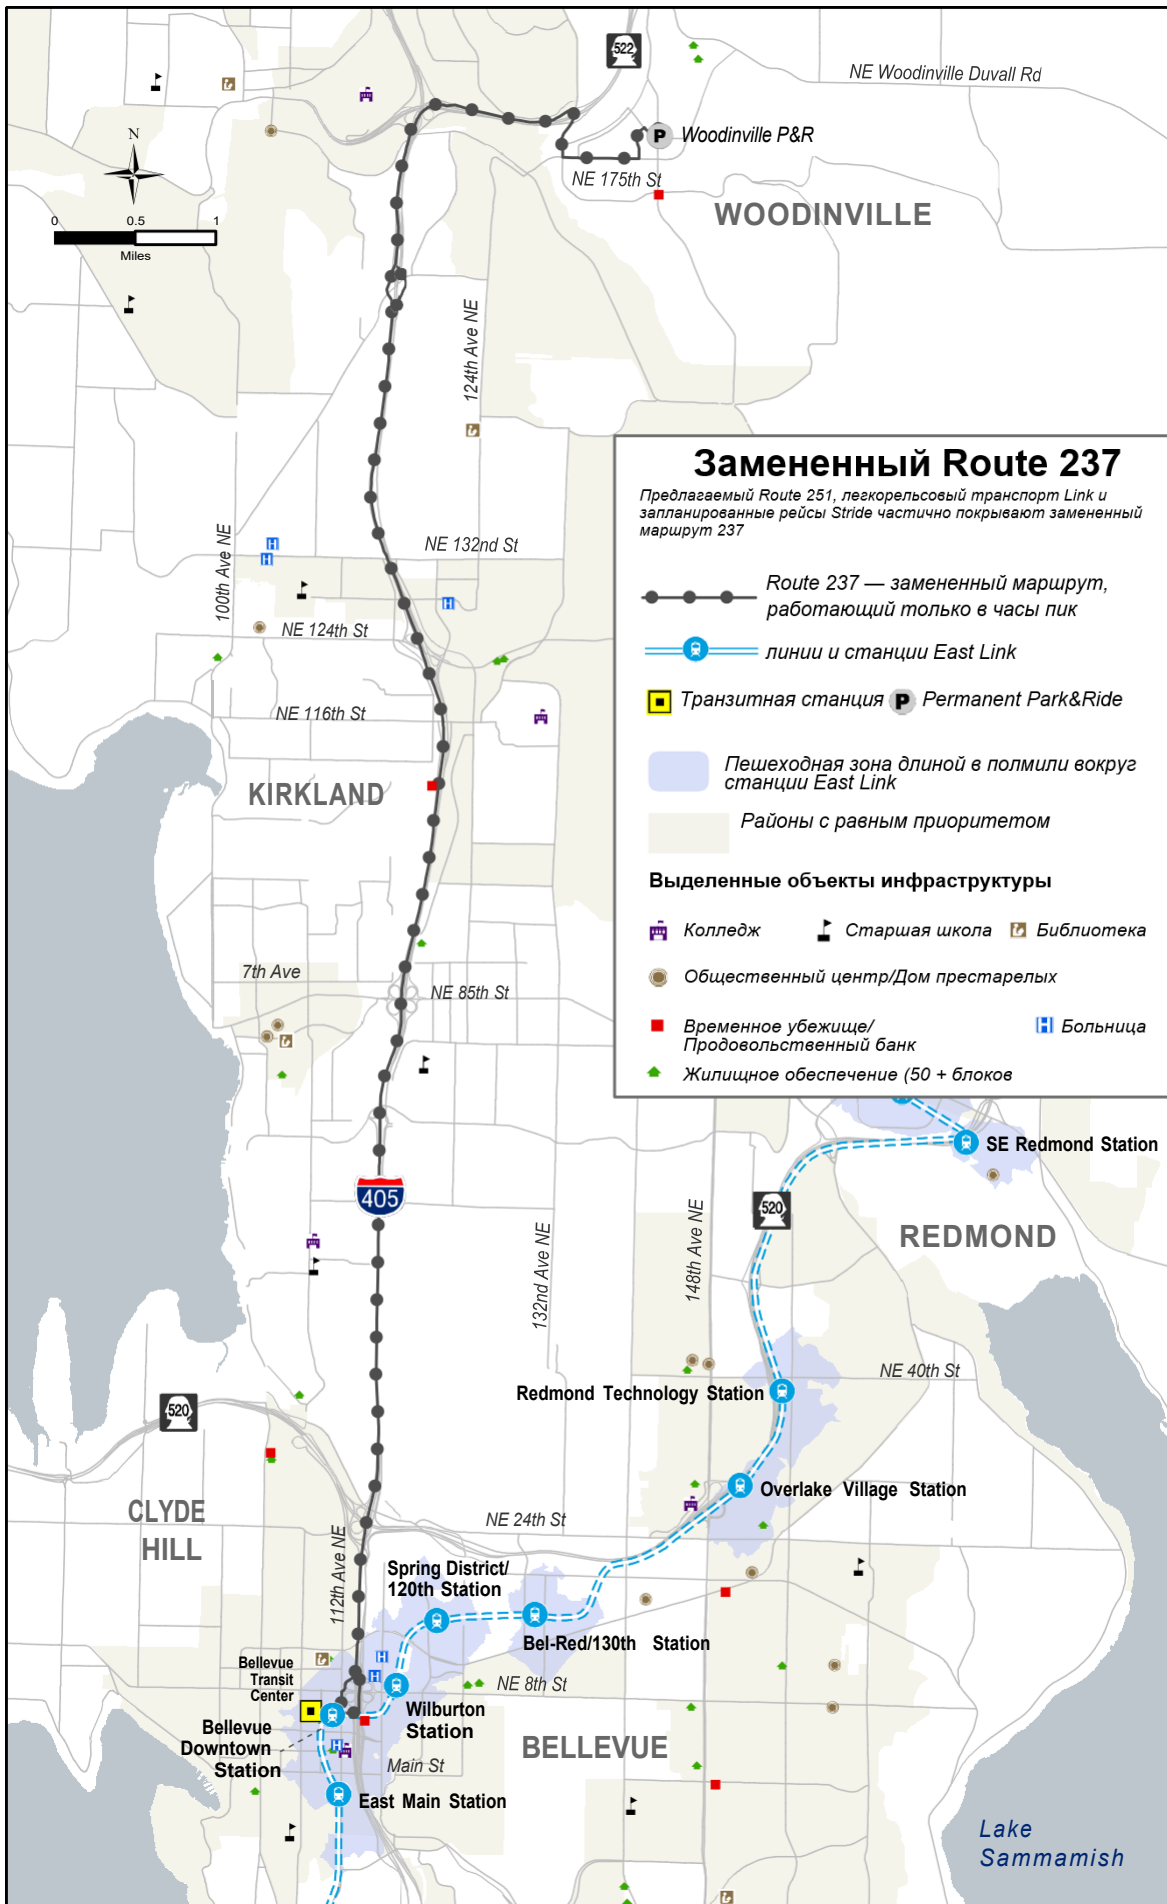 522
NE Woodinville Duvall Rd
N
P Woodinville P&R
NE 175th St
WOODINVILLE
0 0.5 1
Miles
124th Ave NE
Замененный Route 237
Предлагаемый Route 251, легкорельсовый транспорт Link и
запланированные рейсы Stride частично покрывают замененный
маршрут 237
Route 237 — замененный маршрут,
работающий только в часы пик
линии и станции East Link
Транзитная станция P Permanent Park&Ride
Пешеходная зона длиной в полмили вокруг
станции East Link
Районы с равным приоритетом
Выделенные объекты инфраструктуры
Колледж Старшая школа Библиотека
Общественный центр/Дом престарелых
Временное убежище/
Продовольственный банк
H Больница
Жилищное обеспечение (50 + блоков
100th Ave NE
NE 132nd St
H
H
H
NE 124th St
NE 116th St
KIRKLAND
7th Ave
NE 85th St
SE Redmond Station
405
520
REDMOND
148th Ave NE
132nd Ave NE
NE 40th St
Redmond Technology Station
520
Overlake Village Station
CLYDE
HILL
NE 24th St
112th Ave NE
Spring District/
120th Station
Bel-Red/130th Station
H
H
Bellevue
Transit
Center
NE 8th St
Wilburton
Station
Bellevue
Downtown
Station
BELLEVUE
H
Main St
East Main Station
Lake
Sammamish